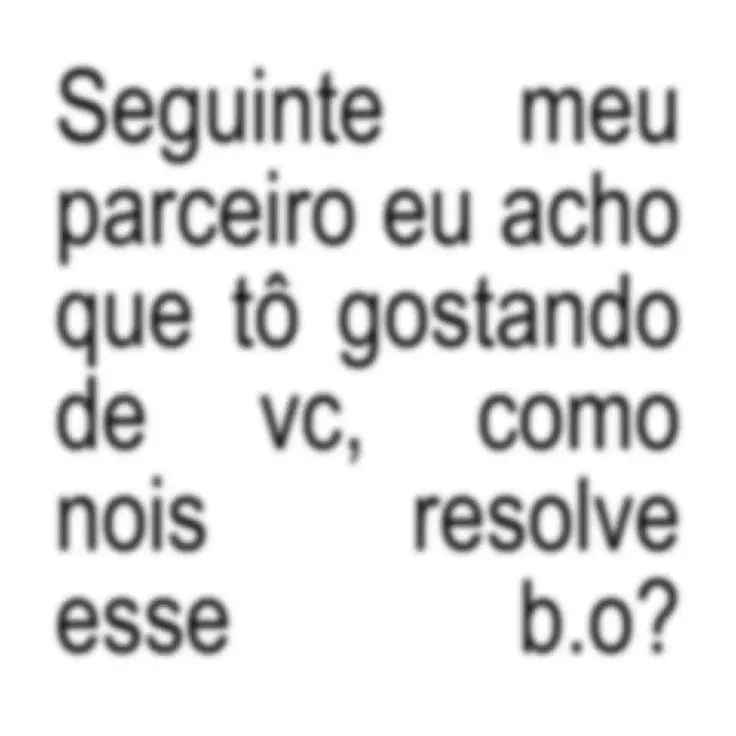 Seguinte meu
parceiro eu acho
que tô gostando
de vc, como
nois resolve
esse b.o?